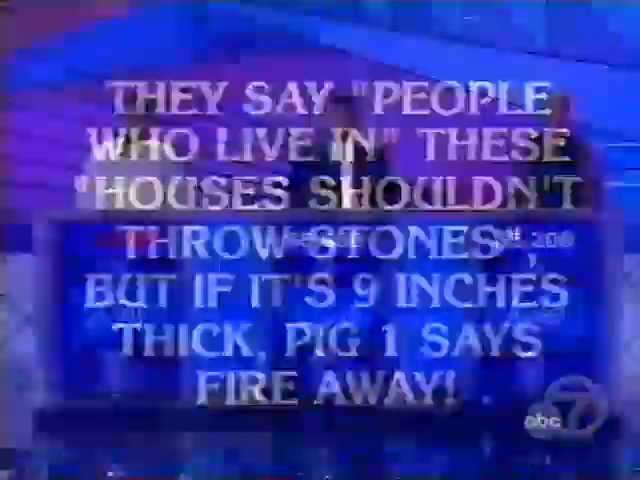 THEY SAY "PEOPLE
WHO LIVE IN" THESE
"HOUSES SHOULDN'T
THROW STONES",
BUT IF IT'S 9 INCHES
THICK, PIG 1 SAYS
FIRE AWAY!
abc 7